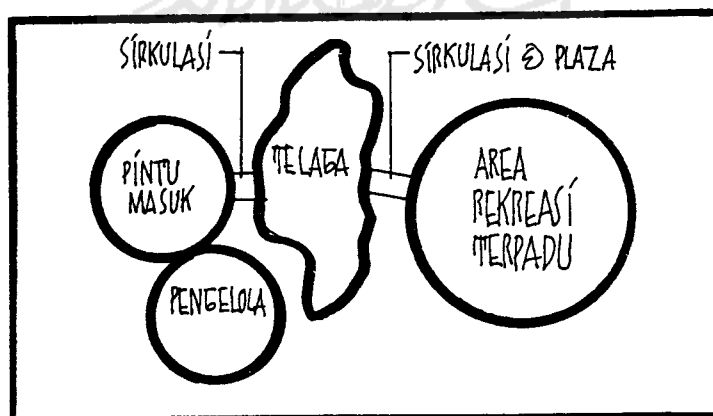 SIRKULASI
SIRKULASI & PLAZA
PINTU
MASUK
TELAGA
AREA
REKREASI
TERPADU
PENGELOLA